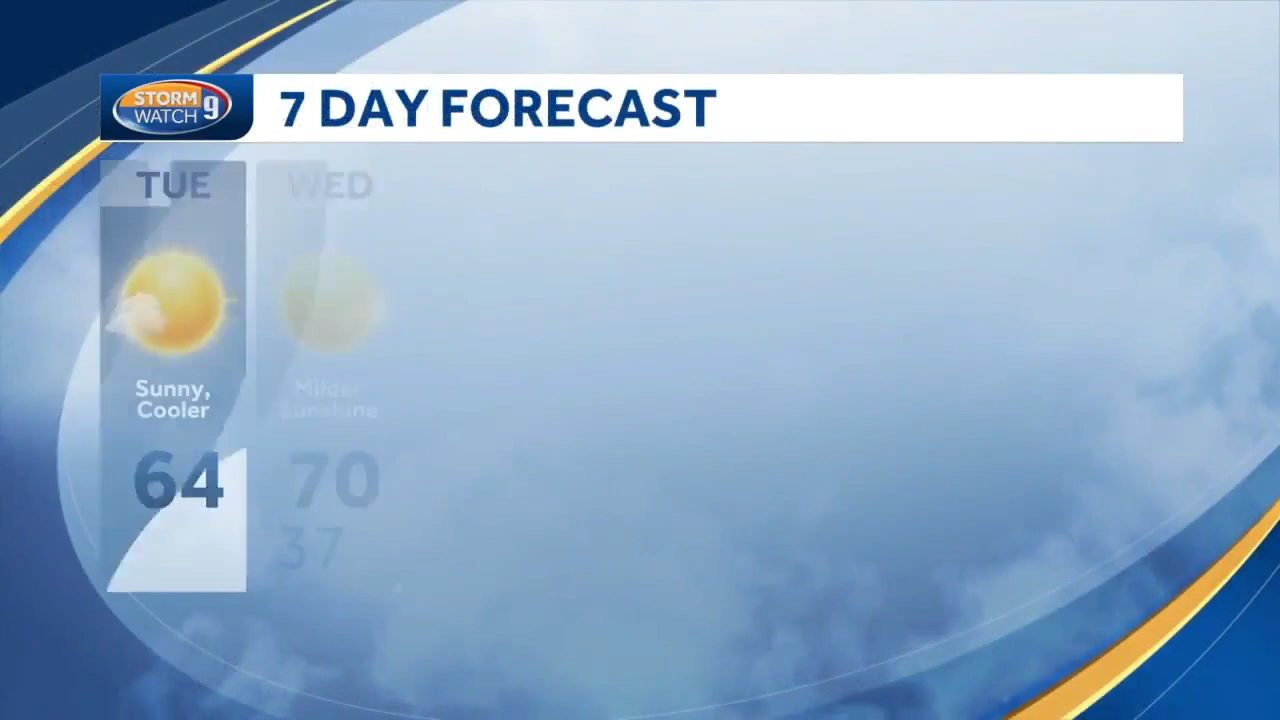 STORM
WATCH 9
7 DAY FORECAST
TUE
WED
Sunny,
Cooler
Milder
Sunshine
64
70
37